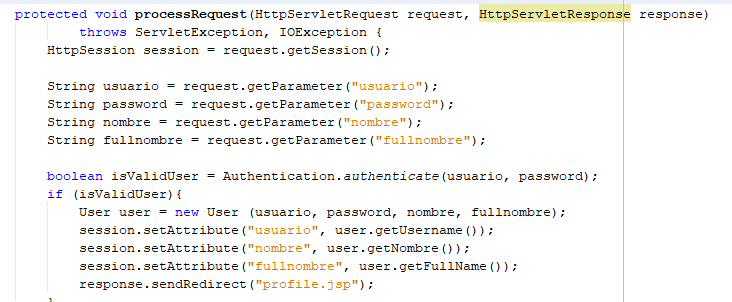 protected void processRequest(HttpServletRequest request, HttpServletResponse response)
throws ServletException, IOException {
HttpSession session = request.getSession();
String usuario = request.getParameter("usuario");
String password = request.getParameter("password");
String nombre = request.getParameter("nombre");
String fullnombre = request.getParameter("fullnombre");
boolean isValidUser = Authentication.authenticate(usuario, password);
if (isValidUser){
User user = new User (usuario, password, nombre, fullnombre);
session.setAttribute("usuario", user.getUsername());
session.setAttribute("nombre", user.getNombre());
session.setAttribute("fullnombre", user.getFullName());
response.sendRedirect("profile.jsp");